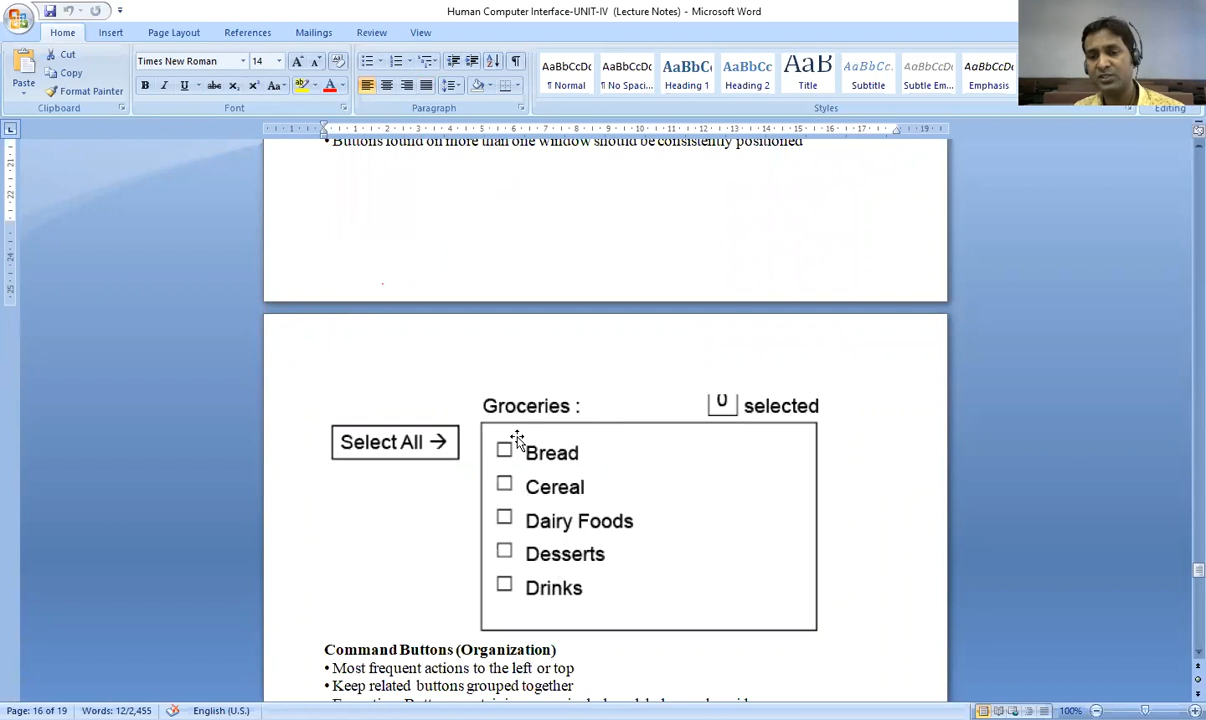 Human Computer Interface-UNIT-IV (Lecture Notes) - Microsoft Word
Home Insert Page Layout References Mailings Review View
Paste
Cut
Copy
Format Painter
Clipboard
Times New Roman 14
Font
Paragraph
AaBbCcDc AaBbCcDc AaBbCc AaBbCc AaB AaBbCc. AaBbCcDc AaBbCcDc
¶ Normal ¶ No Spaci... Heading 1 Heading 2 Title Subtitle Subtle Em... Emphasis
Styles
Editing
• Buttons found on more than one window should be consistently positioned
Groceries : 0 selected
Select All →
Bread
Cereal
Dairy Foods
Desserts
Drinks
Command Buttons (Organization)
• Most frequent actions to the left or top
• Keep related buttons grouped together
Page: 16 of 19 Words: 12/2,455 English (U.S.) 100%